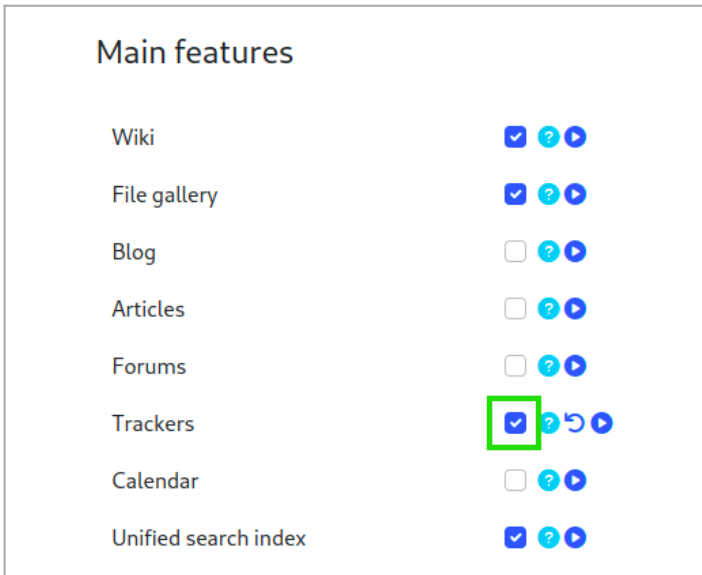 Main features
Wiki ?
File gallery ?
Blog ?
Articles ?
Forums ?
Trackers ?
Calendar ?
Unified search index ?